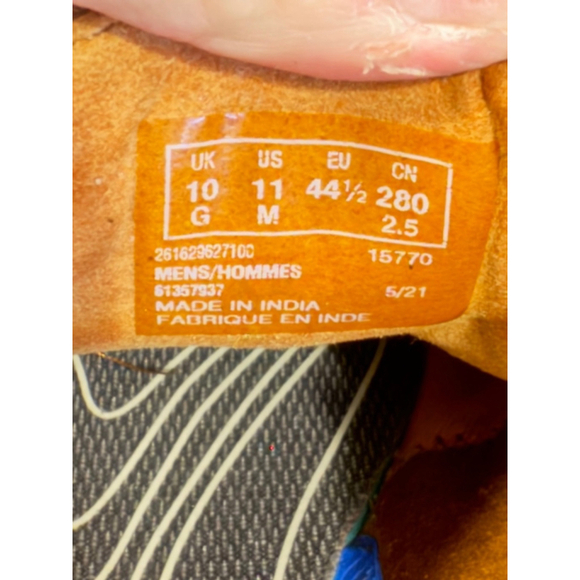 UK US EU CN
10 11 44½ 280
G M 2.5
261629627100 15770
MENS/HOMMES
61357937 5/21
MADE IN INDIA
FABRIQUE EN INDE